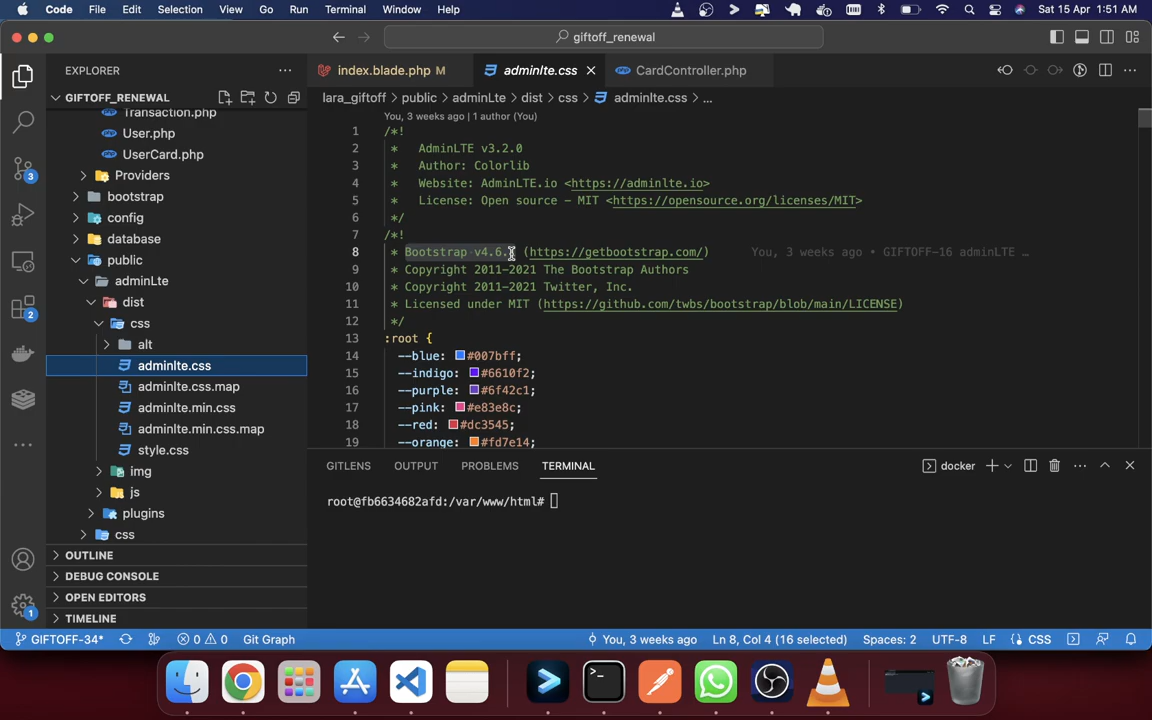 Code File Edit Selection View Go Run Terminal Window Help Sat 15 Apr 1:51 AM
giftoff_renewal
EXPLORER
index.blade.php M adminlte.css CardController.php
GIFTOFF_RENEWAL
lara_giftoff > public > adminLte > dist > css > adminlte.css > ...
Transaction.php
User.php
UserCard.php
Providers
bootstrap
config
database
public
adminLte
dist
css
alt
adminlte.css
adminlte.css.map
adminlte.min.css
adminlte.min.css.map
style.css
img
js
plugins
css
OUTLINE
DEBUG CONSOLE
OPEN EDITORS
TIMELINE
3
2
1
You, 3 weeks ago | 1 author (You)
1 /*!
2 *   AdminLTE v3.2.0
3 *   Author: Colorlib
4 *   Website: AdminLTE.io <https://adminlte.io>
5 *   License: Open source - MIT <https://opensource.org/licenses/MIT>
6 */
7 /*!
8 * Bootstrap v4.6. (https://getbootstrap.com/) You, 3 weeks ago • GIFTOFF-16 adminLTE …
9 * Copyright 2011-2021 The Bootstrap Authors
10 * Copyright 2011-2021 Twitter, Inc.
11 * Licensed under MIT (https://github.com/twbs/bootstrap/blob/main/LICENSE)
12 */
13 :root {
14 --blue: #007bff;
15 --indigo: #6610f2;
16 --purple: #6f42c1;
17 --pink: #e83e8c;
18 --red: #dc3545;
19 --orange: #fd7e14;
GITLENS OUTPUT PROBLEMS TERMINAL docker
root@fb6634682afd:/var/www/html#
GIFTOFF-34* 0 0 Git Graph You, 3 weeks ago Ln 8, Col 4 (16 selected) Spaces: 2 UTF-8 LF {} CSS